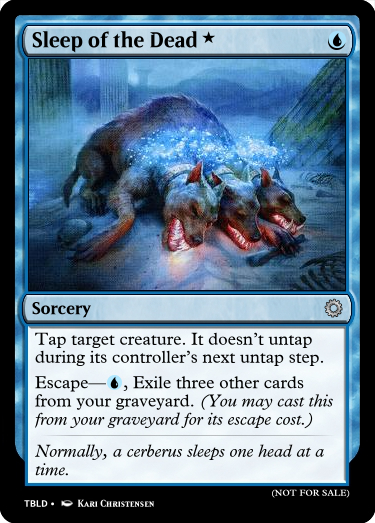 Sleep of the Dead ★
Sorcery
Tap target creature. It doesn't untap
during its controller's next untap step.
Escape—, Exile three other cards
from your graveyard. (You may cast this
from your graveyard for its escape cost.)
Normally, a cerberus sleeps one head at a
time.
(NOT FOR SALE)
TBLD • Kari Christensen